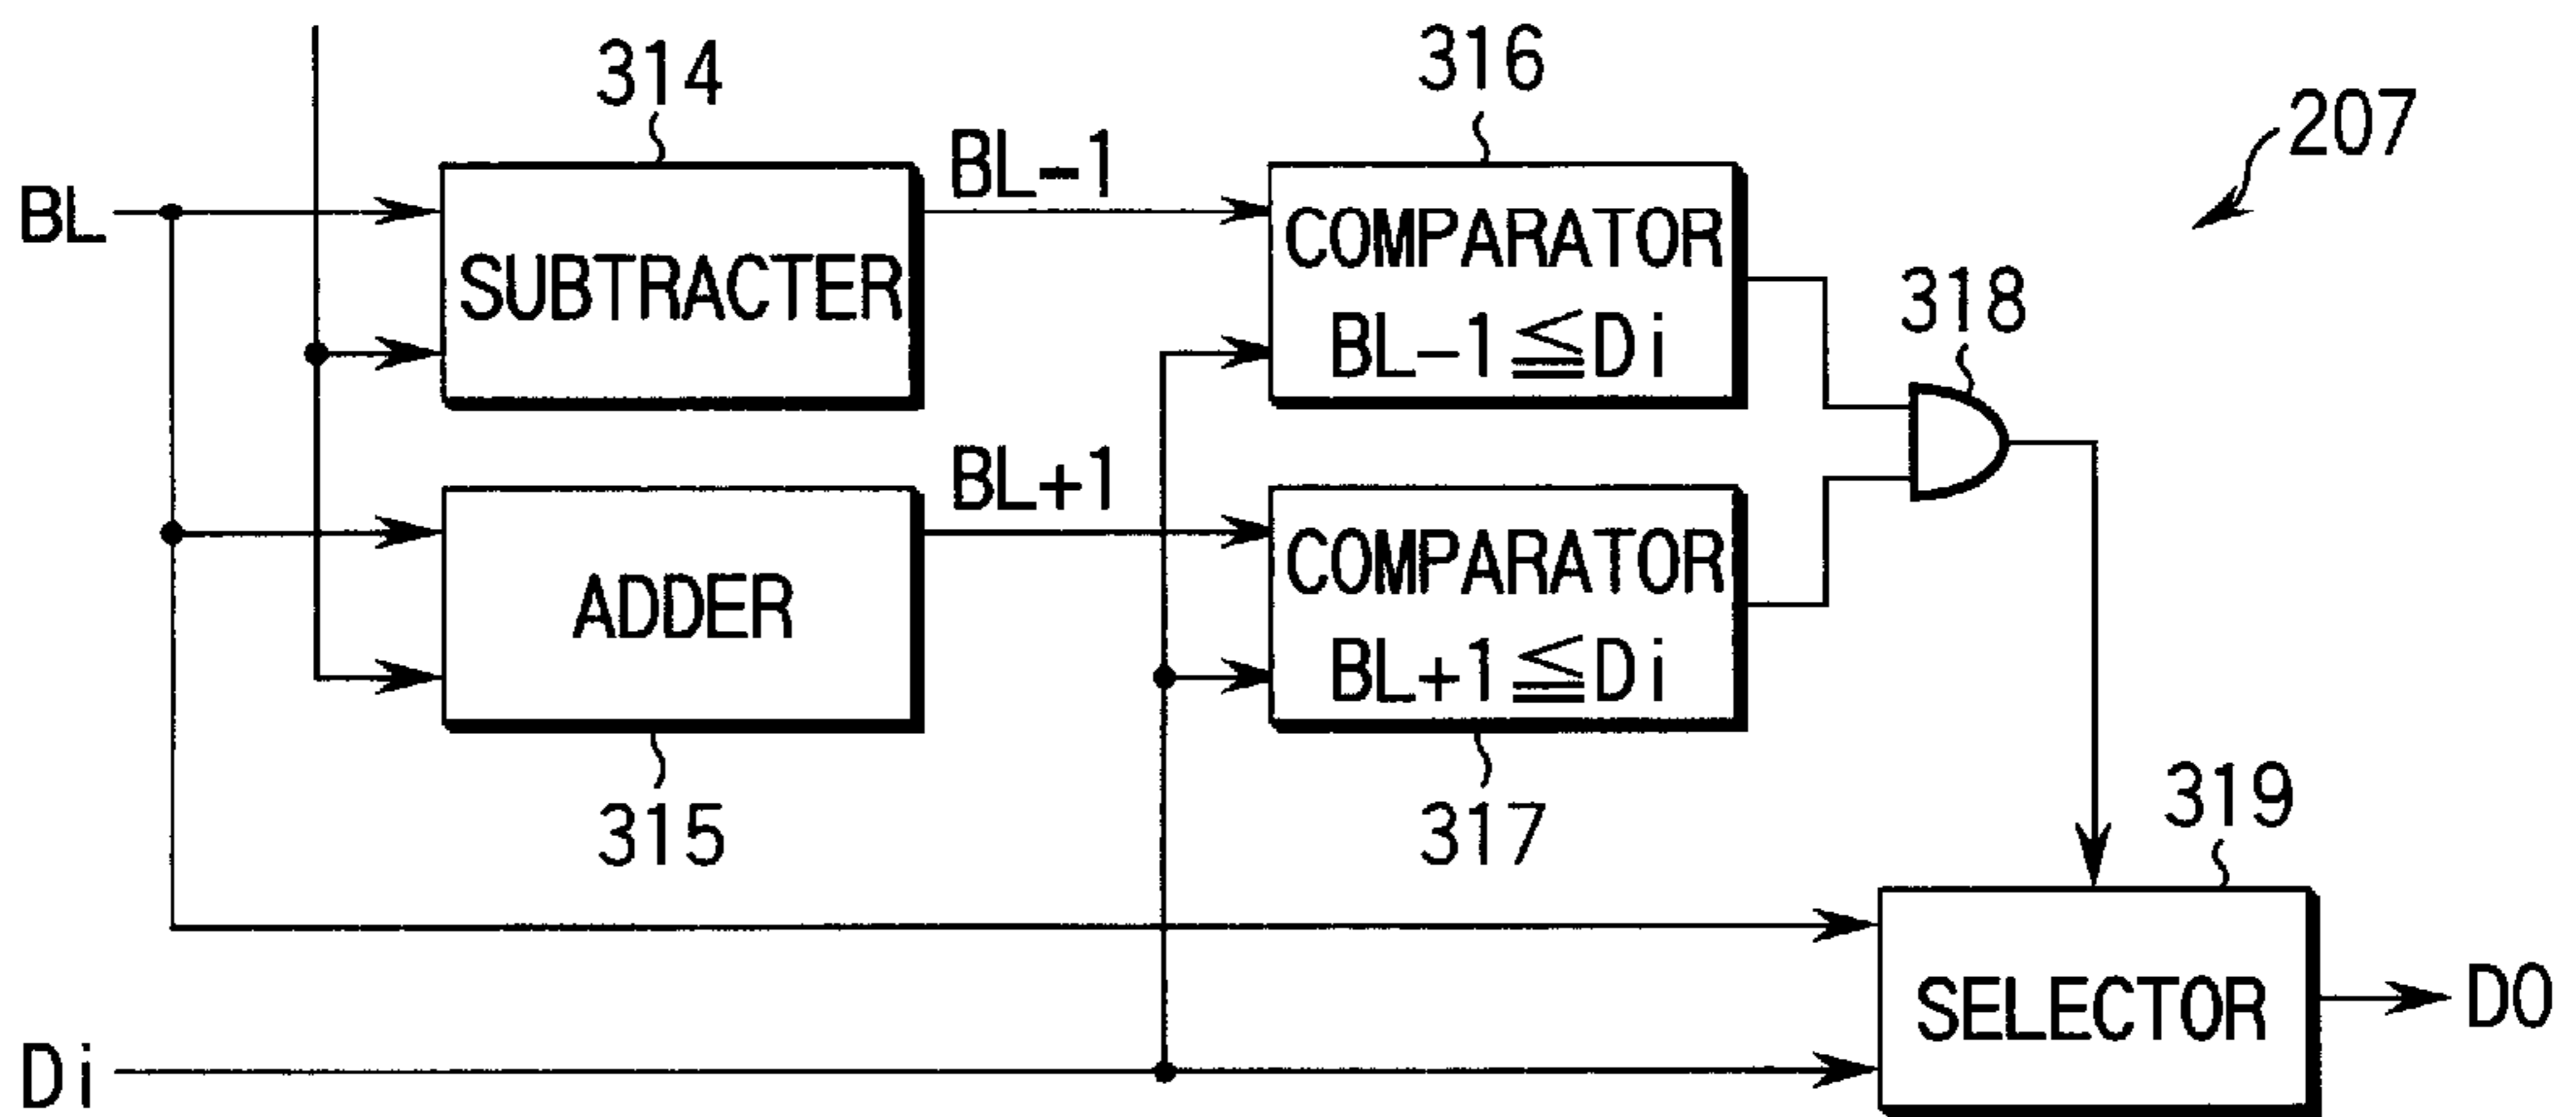 314
316
207
BL
BL-1
SUBTRACTER
COMPARATOR
BL-1≦Di
318
BL+1
ADDER
COMPARATOR
BL+1≦Di
315
317
319
SELECTOR
DO
Di